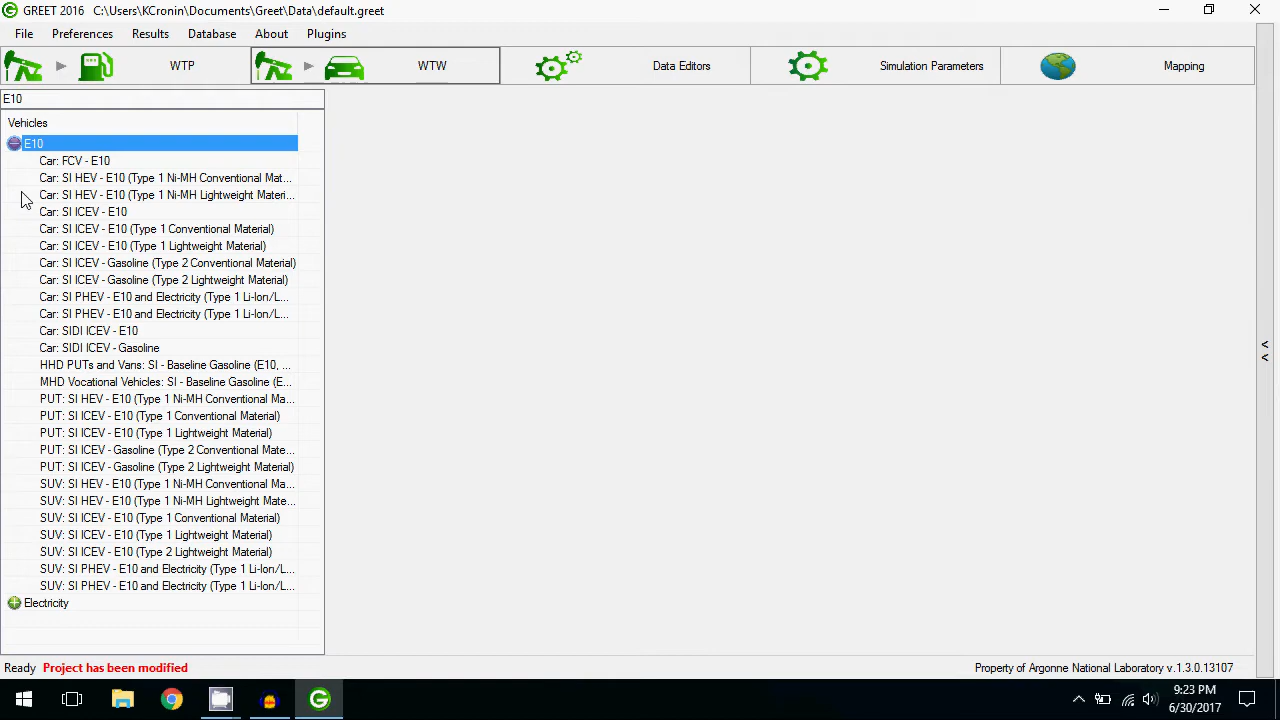 GREET 2016 C:\Users\KCronin\Documents\Greet\Data\default.greet
File Preferences Results Database About Plugins
WTP WTW Data Editors Simulation Parameters Mapping
E10
Vehicles
E10
Car: FCV - E10
Car: SI HEV - E10 (Type 1 Ni-MH Conventional Mat...
Car: SI HEV - E10 (Type 1 Ni-MH Lightweight Materi...
Car: SI ICEV - E10
Car: SI ICEV - E10 (Type 1 Conventional Material)
Car: SI ICEV - E10 (Type 1 Lightweight Material)
Car: SI ICEV - Gasoline (Type 2 Conventional Material)
Car: SI ICEV - Gasoline (Type 2 Lightweight Material)
Car: SI PHEV - E10 and Electricity (Type 1 Li-Ion/L...
Car: SI PHEV - E10 and Electricity (Type 1 Li-Ion/L...
Car: SIDI ICEV - E10
Car: SIDI ICEV - Gasoline
HHD PUTs and Vans: SI - Baseline Gasoline (E10, ...
MHD Vocational Vehicles: SI - Baseline Gasoline (E...
PUT: SI HEV - E10 (Type 1 Ni-MH Conventional Ma...
PUT: SI ICEV - E10 (Type 1 Conventional Material)
PUT: SI ICEV - E10 (Type 1 Lightweight Material)
PUT: SI ICEV - Gasoline (Type 2 Conventional Mate...
PUT: SI ICEV - Gasoline (Type 2 Lightweight Material)
SUV: SI HEV - E10 (Type 1 Ni-MH Conventional Ma...
SUV: SI HEV - E10 (Type 1 Ni-MH Lightweight Mate...
SUV: SI ICEV - E10 (Type 1 Conventional Material)
SUV: SI ICEV - E10 (Type 1 Lightweight Material)
SUV: SI ICEV - E10 (Type 2 Lightweight Material)
SUV: SI PHEV - E10 and Electricity (Type 1 Li-Ion/L...
SUV: SI PHEV - E10 and Electricity (Type 1 Li-Ion/L...
Electricity
<
<
Ready Project has been modified Property of Argonne National Laboratory v.1.3.0.13107
9:23 PM
6/30/2017